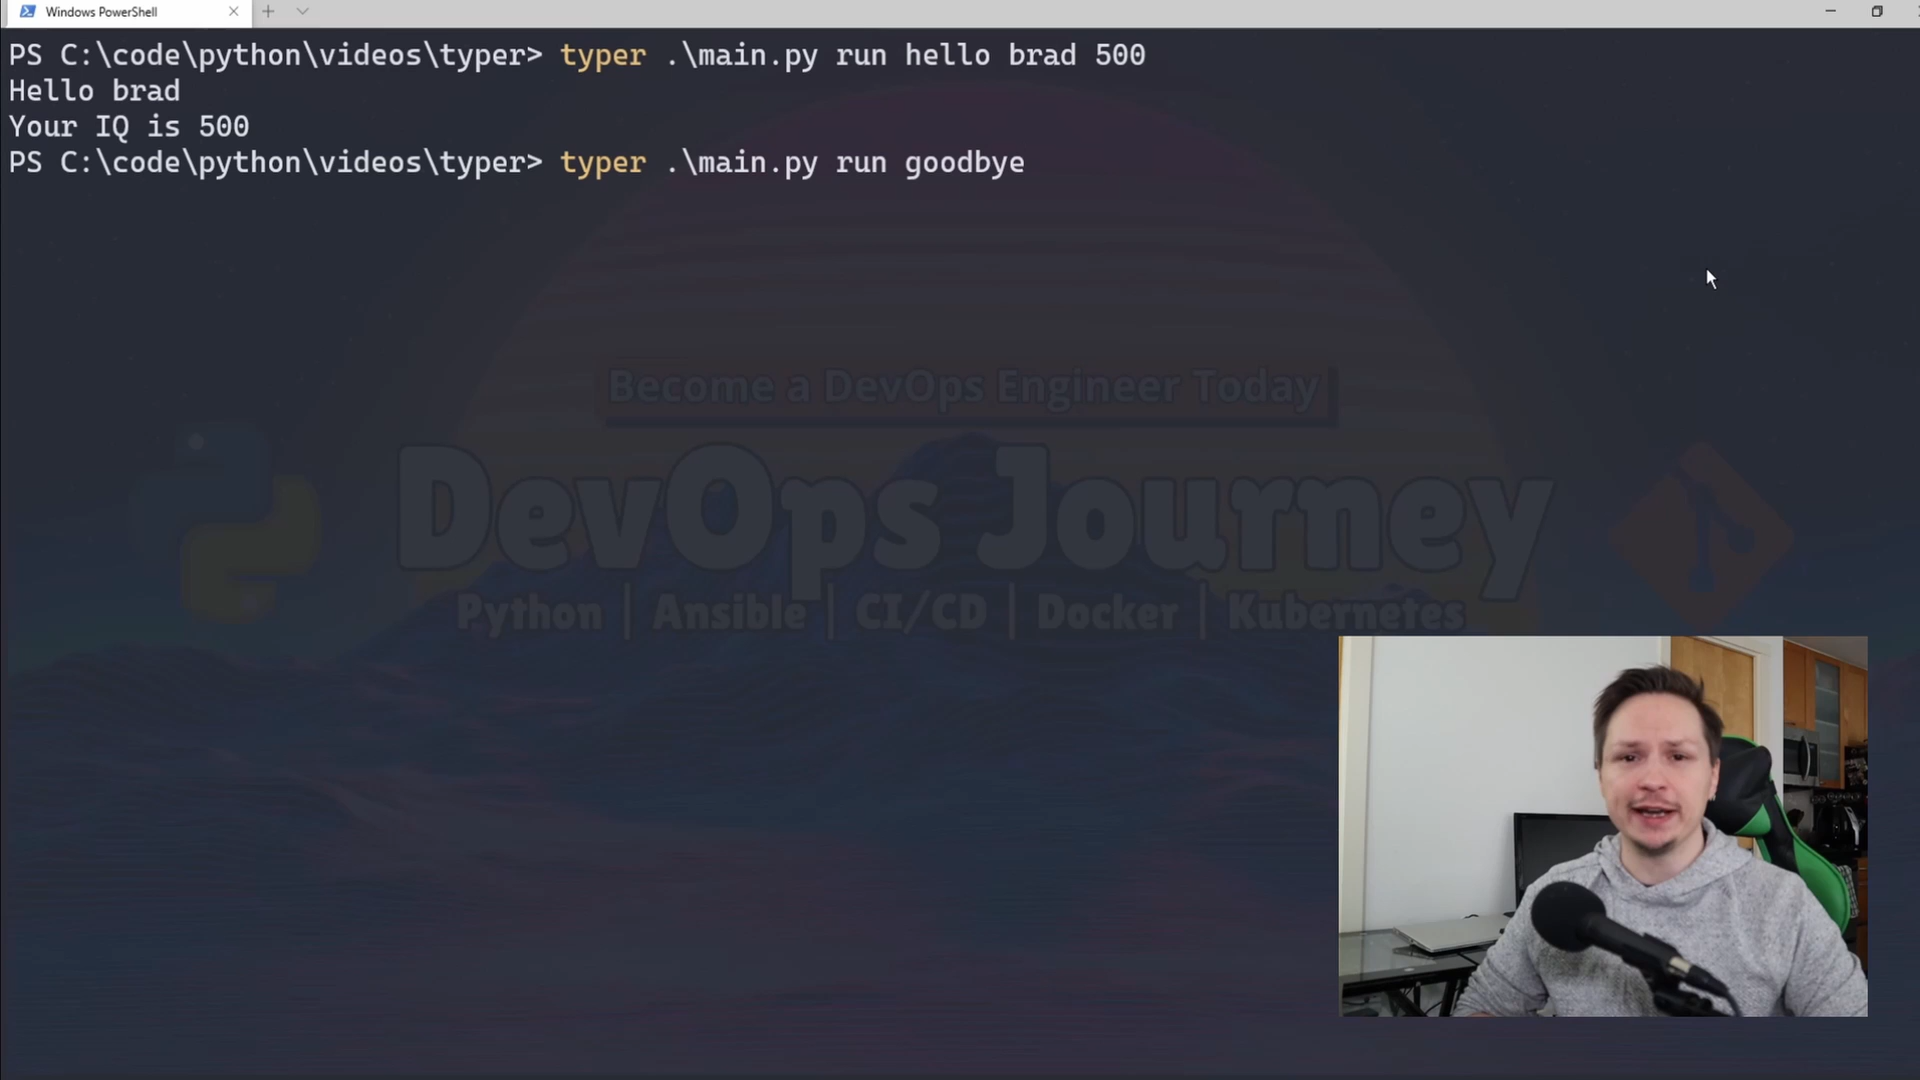 Windows PowerShell
PS C:\code\python\videos\typer> typer .\main.py run hello brad 500
Hello brad
Your IQ is 500
PS C:\code\python\videos\typer> typer .\main.py run goodbye
Become a DevOps Engineer Today
DevOps Journey
Python | Ansible | CI/CD | Docker | Kubernetes